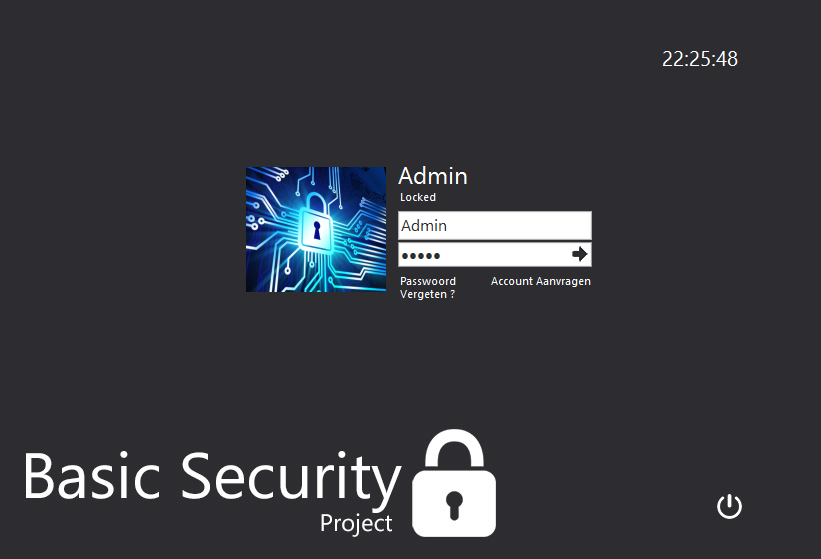 22:25:48
Admin
Locked
Admin
•••••
Passwoord
Vergeten ?
Account Aanvragen
Basic Security
Project